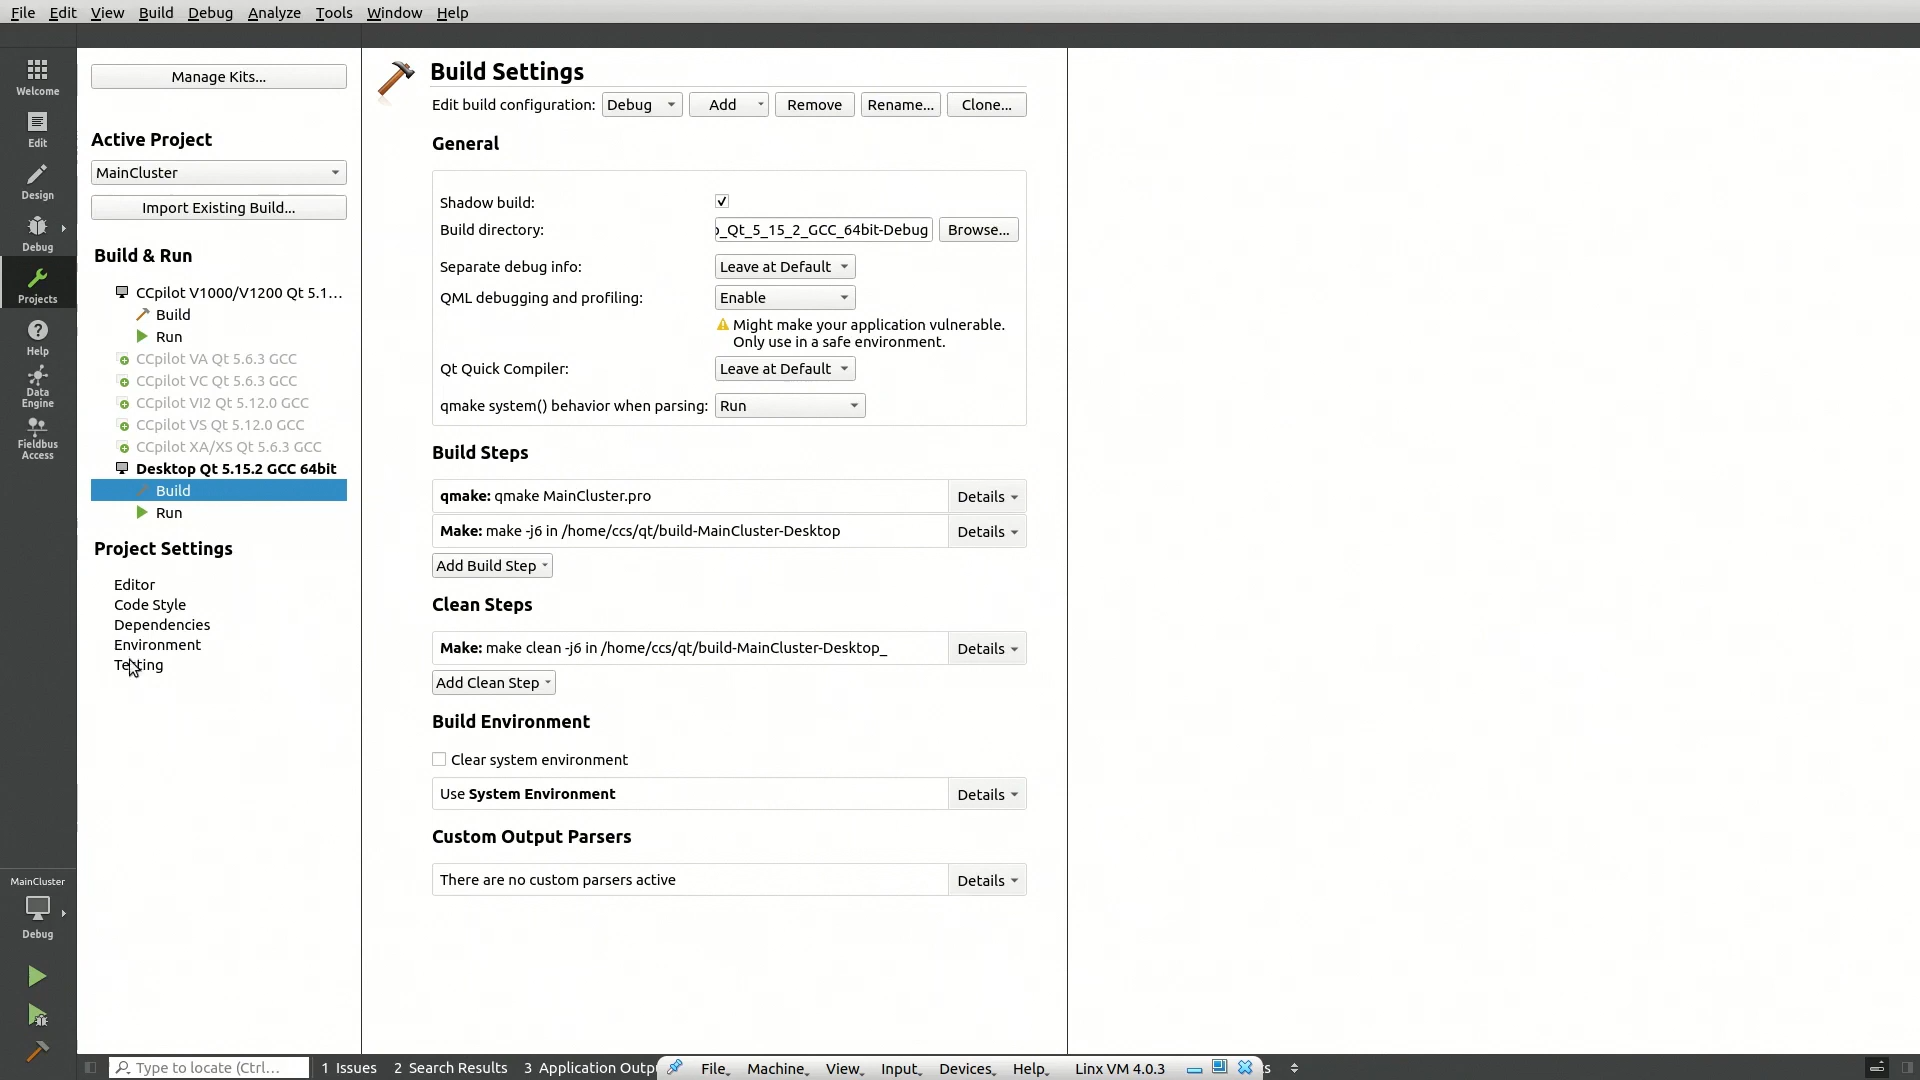 File Edit View Build Debug Analyze Tools Window Help
Welcome
Edit
Design
Debug
Projects
Help
Data
Engine
Fieldbus
Access
MainCluster
Debug
Manage Kits...
Active Project
MainCluster
Import Existing Build...
Build & Run
CCpilot V1000/V1200 Qt 5.1...
Build
Run
CCpilot VA Qt 5.6.3 GCC
CCpilot VC Qt 5.6.3 GCC
CCpilot VI2 Qt 5.12.0 GCC
CCpilot VS Qt 5.12.0 GCC
CCpilot XA/XS Qt 5.6.3 GCC
Desktop Qt 5.15.2 GCC 64bit
Build
Run
Project Settings
Editor
Code Style
Dependencies
Environment
Testing
Build Settings
Edit build configuration: Debug Add Remove Rename... Clone...
General
Shadow build:
Build directory: _Qt_5_15_2_GCC_64bit-Debug Browse...
Separate debug info: Leave at Default
QML debugging and profiling: Enable
Might make your application vulnerable.
Only use in a safe environment.
Qt Quick Compiler: Leave at Default
qmake system() behavior when parsing: Run
Build Steps
qmake: qmake MainCluster.pro Details
Make: make -j6 in /home/ccs/qt/build-MainCluster-Desktop Details
Add Build Step
Clean Steps
Make: make clean -j6 in /home/ccs/qt/build-MainCluster-Desktop_ Details
Add Clean Step
Build Environment
Clear system environment
Use System Environment Details
Custom Output Parsers
There are no custom parsers active Details
Type to locate (Ctrl... 1 Issues 2 Search Results 3 Application Outp File Machine View Input Devices Help Linx VM 4.0.3